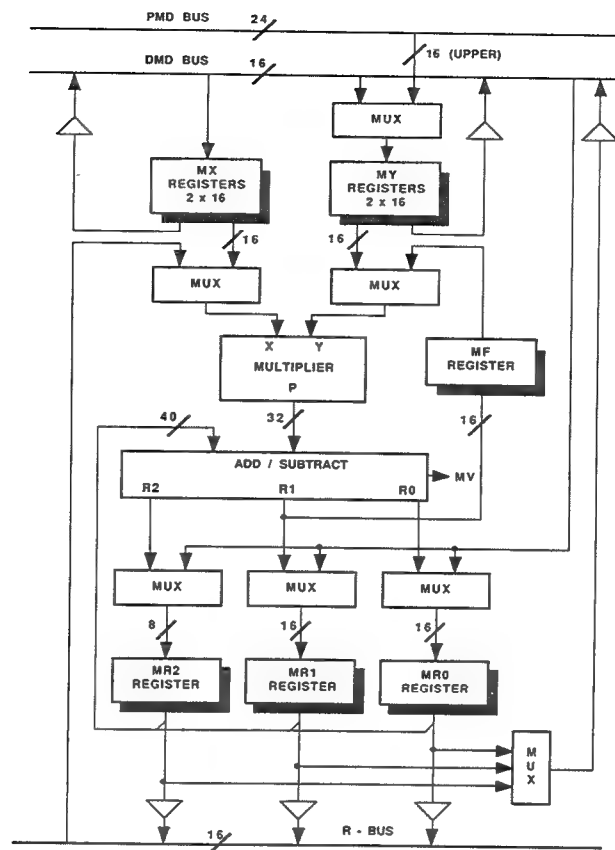 PMD BUS 24
16 (UPPER)
DMD BUS 16
MUX
MX
REGISTERS
2 x 16
MY
REGISTERS
2 x 16
16
16
MUX
MUX
X Y
MULTIPLIER
P
MF
REGISTER
40
32
16
ADD / SUBTRACT
MV
R2 R1 R0
MUX
MUX
MUX
8
16
16
MR2
REGISTER
MR1
REGISTER
MR0
REGISTER
M
U
X
16
R - BUS